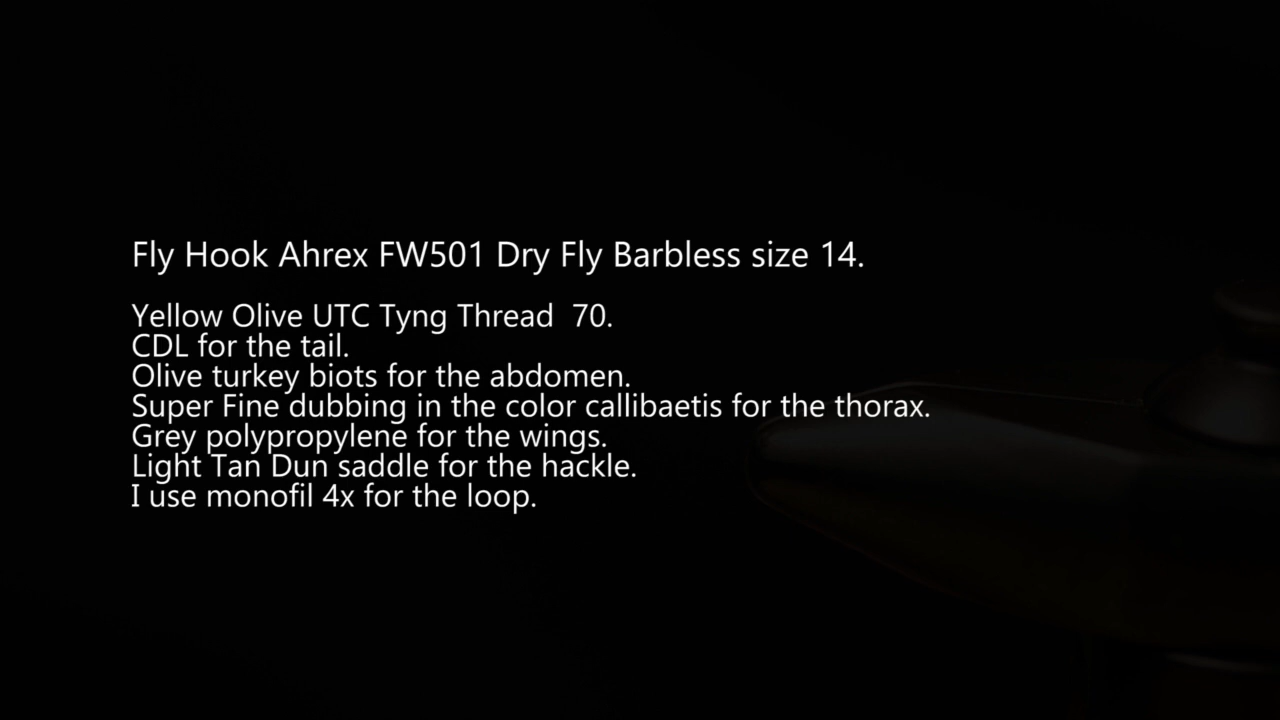 Fly Hook Ahrex FW501 Dry Fly Barbless size 14.
Yellow Olive UTC Tyng Thread  70.
CDL for the tail.
Olive turkey biots for the abdomen.
Super Fine dubbing in the color callibaetis for the thorax.
Grey polypropylene for the wings.
Light Tan Dun saddle for the hackle.
I use monofil 4x for the loop.